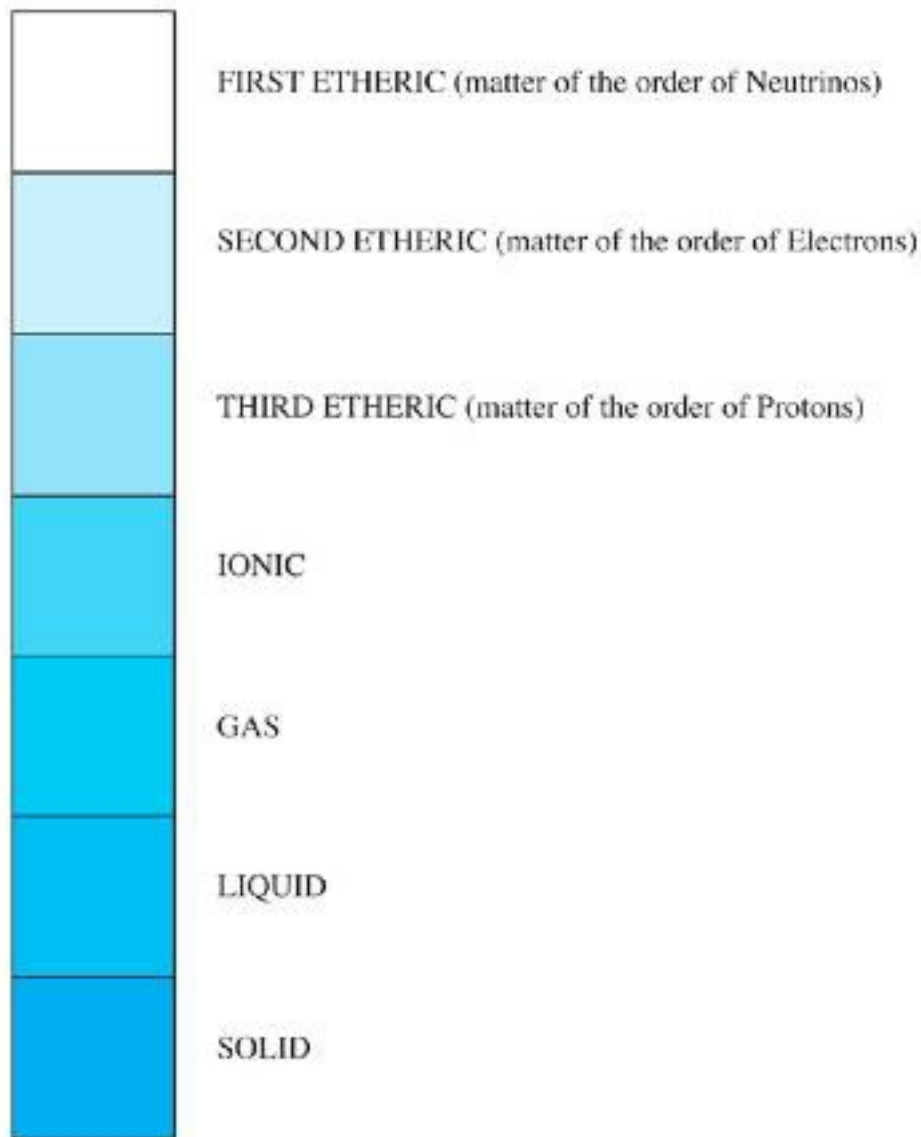 FIRST ETHERIC (matter of the order of Neutrinos)
SECOND ETHERIC (matter of the order of Electrons)
THIRD ETHERIC (matter of the order of Protons)
IONIC
GAS
LIQUID
SOLID